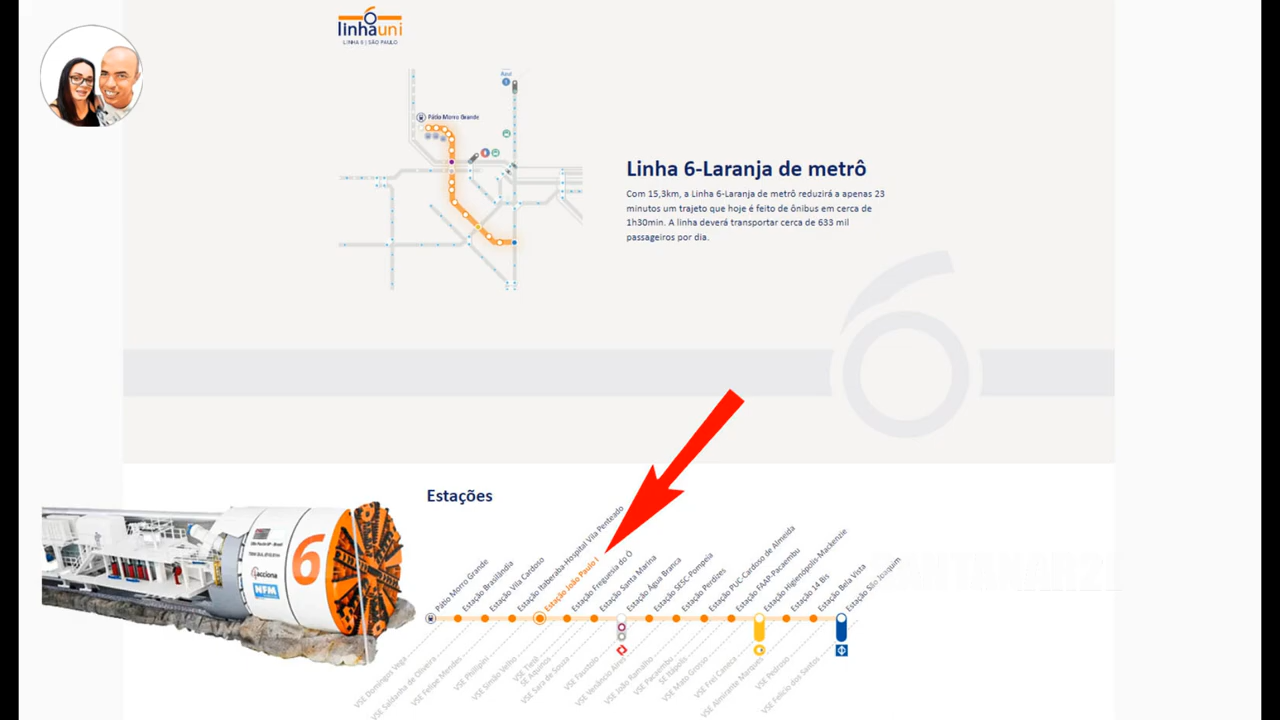 linhauni
LINHA 6 | SÃO PAULO
Azul
Pátio Morro Grande
Linha 6-Laranja de metrô
Com 15,3km, a Linha 6-Laranja de metrô reduzirá a apenas 23
minutos um trajeto que hoje é feito de ônibus em cerca de
1h30min. A linha deverá transportar cerca de 633 mil
passageiros por dia.
Estações
Pátio Morro Grande
Estação Brasilândia
Estação Vila Cardoso
Estação Itaberaba-Hospital Vila Penteado
Estação João Paulo I
Estação Freguesia do Ó
Estação Santa Marina
Estação Água Branca
Estação SESC-Pompeia
Estação Perdizes
Estação PUC-Cardoso de Almeida
Estação FAAP-Pacaembu
Estação Higienópolis-Mackenzie
Estação 14 Bis
Estação Bela Vista
Estação São Joaquim
6
acciona
NFM
VSE Domingos Vega
VSE Saldanha de Oliveira
VSE Felipe Mendes
VSE Phillipini
VSE Simão Velho
VSE Tietê
SE Aquinos
VSE Sara de Souza
VSE Faustolo
VSE Venâncio Aires
VSE João Ramalho
VSE Pacaembu
SE Itápolis
VSE Mato Grosso
VSE Frei Caneca
VSE Almirante Marques
VSE Pedroso
VSE Felício dos Santos